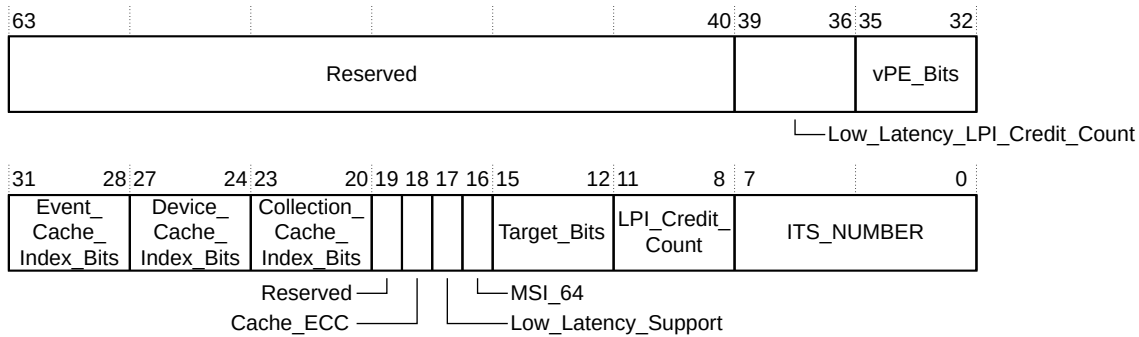 63 40 39 36 35 32
Reserved vPE_Bits
Low_Latency_LPI_Credit_Count
31 28 27 24 23 20 19 18 17 16 15 12 11 8 7 0
Event_
Cache_
Index_Bits
Device_
Cache_
Index_Bits
Collection_
Cache_
Index_Bits
Target_Bits
LPI_Credit_
Count
ITS_NUMBER
Reserved MSI_64
Cache_ECC Low_Latency_Support